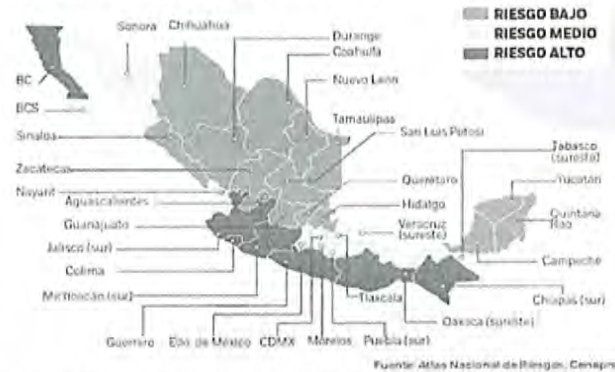 RIESGO BAJO
RIESGO MEDIO
RIESGO ALTO
Sonora
Chihuahua
Durango
Coahuila
Nuevo León
Tamaulipas
San Luis Potosí
BC
BCS
Sinaloa
Zacatecas
Nayarit
Aguascalientes
Guanajuato
Jalisco (sur)
Colima
Michoacán (sur)
Querétaro
Hidalgo
Veracruz
(sureste)
Tabasco
(sureste)
Yucatán
Quintana
Roo
Campeche
Chiapas (sur)
Tlaxcala
Oaxaca (sureste)
Guerrero
Edo. de México
CDMX
Morelos
Puebla (sur)
Fuente: Atlas Nacional de Riesgos, Cenapre